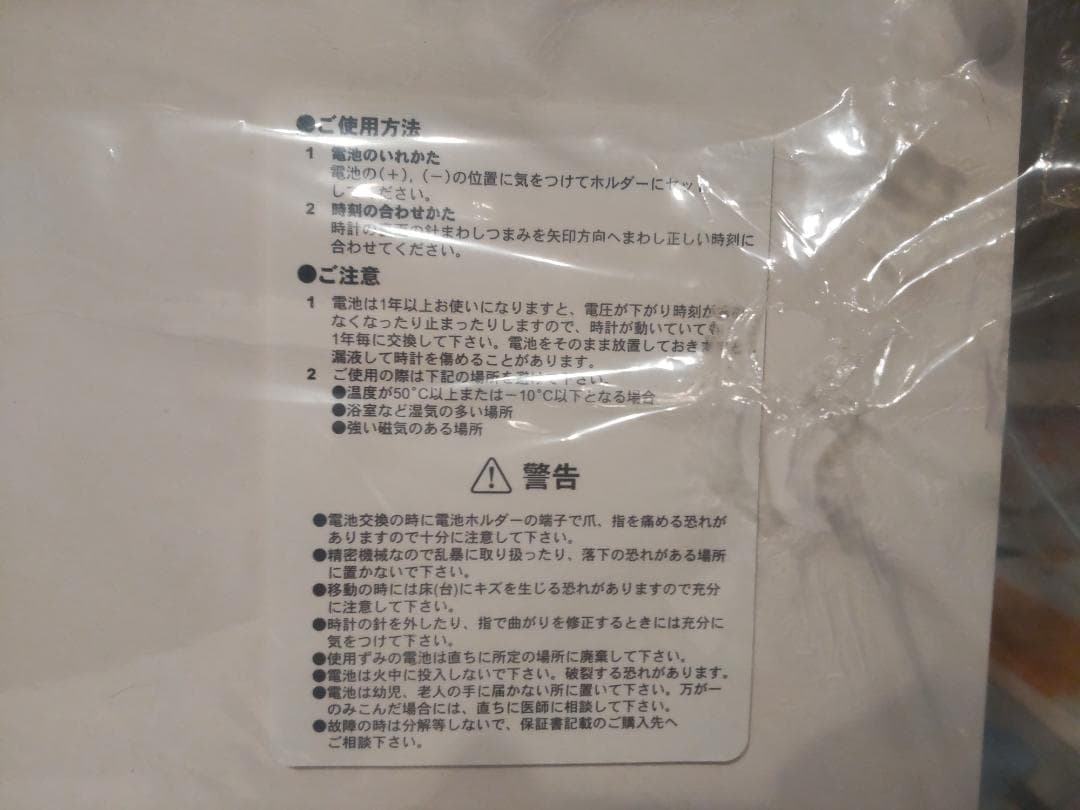 ●ご使用方法
1 電池のいれかた
電池の(+), (−)の位置に気をつけてホルダーにセット
してください。
2 時刻の合わせかた
時計の裏面の針まわしつまみを矢印方向へまわし正しい時刻に
合わせてください。
●ご注意
1 電池は1年以上お使いになりますと、電圧が下がり時刻が
なくなったり止まったりしますので、時計が動いていても
1年毎に交換して下さい。電池をそのまま放置しておきますと
漏液して時計を傷めることがあります。
2 ご使用の際は下記の場所を避けて下さい。
●温度が50°C以上または−10°C以下となる場合
●浴室など湿気の多い場所
●強い磁気のある場所
警告
●電池交換の時に電池ホルダーの端子で爪、指を痛める恐れが
ありますので十分に注意して下さい。
●精密機械なので乱暴に取り扱ったり、落下の恐れがある場所
に置かないで下さい。
●移動の時には床(台)にキズを生じる恐れがありますので充分
に注意して下さい。
●時計の針を外したり、指で曲がりを修正するときには充分に
気をつけて下さい。
●使用ずみの電池は直ちに所定の場所に廃棄して下さい。
●電池は火中に投入しないで下さい。破裂する恐れがあります。
●電池は幼児、老人の手に届かない所に置いて下さい。万が一
のみこんだ場合には、直ちに医師に相談して下さい。
●故障の時は分解等しないで、保証書記載のご購入先へ
ご相談下さい。